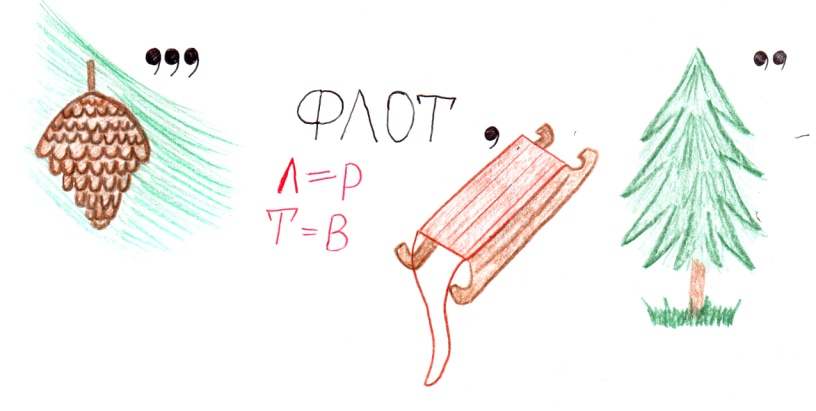 ,,,
ФЛОТ
,
,,
Л=Р
Т=В